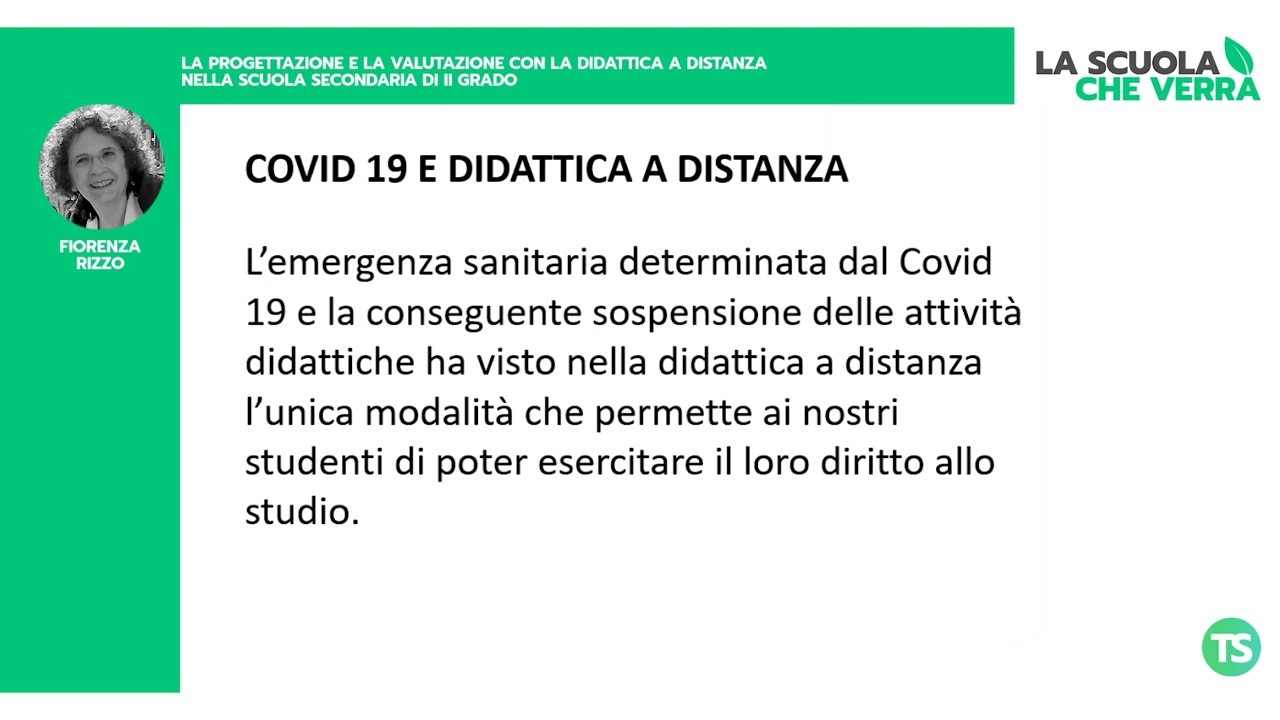 LA PROGETTAZIONE E LA VALUTAZIONE CON LA DIDATTICA A DISTANZA
NELLA SCUOLA SECONDARIA DI II GRADO
LA SCUOLA
CHE VERRA
FIORENZA
RIZZO
COVID 19 E DIDATTICA A DISTANZA
L’emergenza sanitaria determinata dal Covid
19 e la conseguente sospensione delle attività
didattiche ha visto nella didattica a distanza
l’unica modalità che permette ai nostri
studenti di poter esercitare il loro diritto allo
studio.
TS